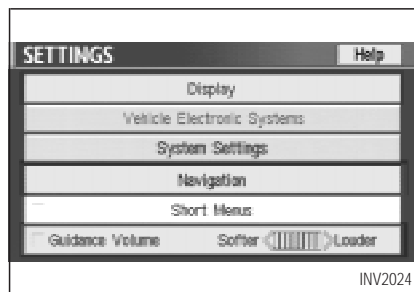 SETTINGS Help
Display
Vehicle Electronic Systems
System Settings
Navigation
Short Menus
Guidance Volume Softer Louder
INV2024